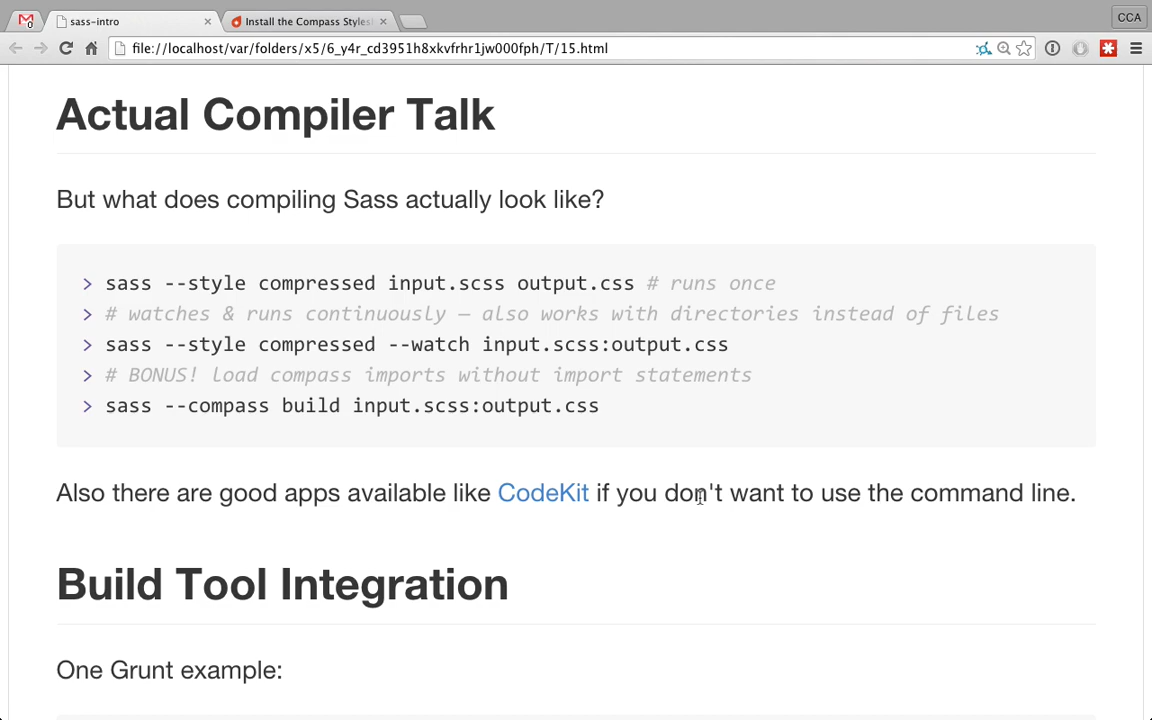 0
sass-intro
Install the Compass Styles
CCA
file://localhost/var/folders/x5/6_y4r_cd3951h8xkvfrhr1jw000fph/T/15.html
Actual Compiler Talk
But what does compiling Sass actually look like?
> sass --style compressed input.scss output.css # runs once
> # watches & runs continuously — also works with directories instead of files
> sass --style compressed --watch input.scss:output.css
> # BONUS! load compass imports without import statements
> sass --compass build input.scss:output.css
Also there are good apps available like CodeKit if you don't want to use the command line.
Build Tool Integration
One Grunt example: